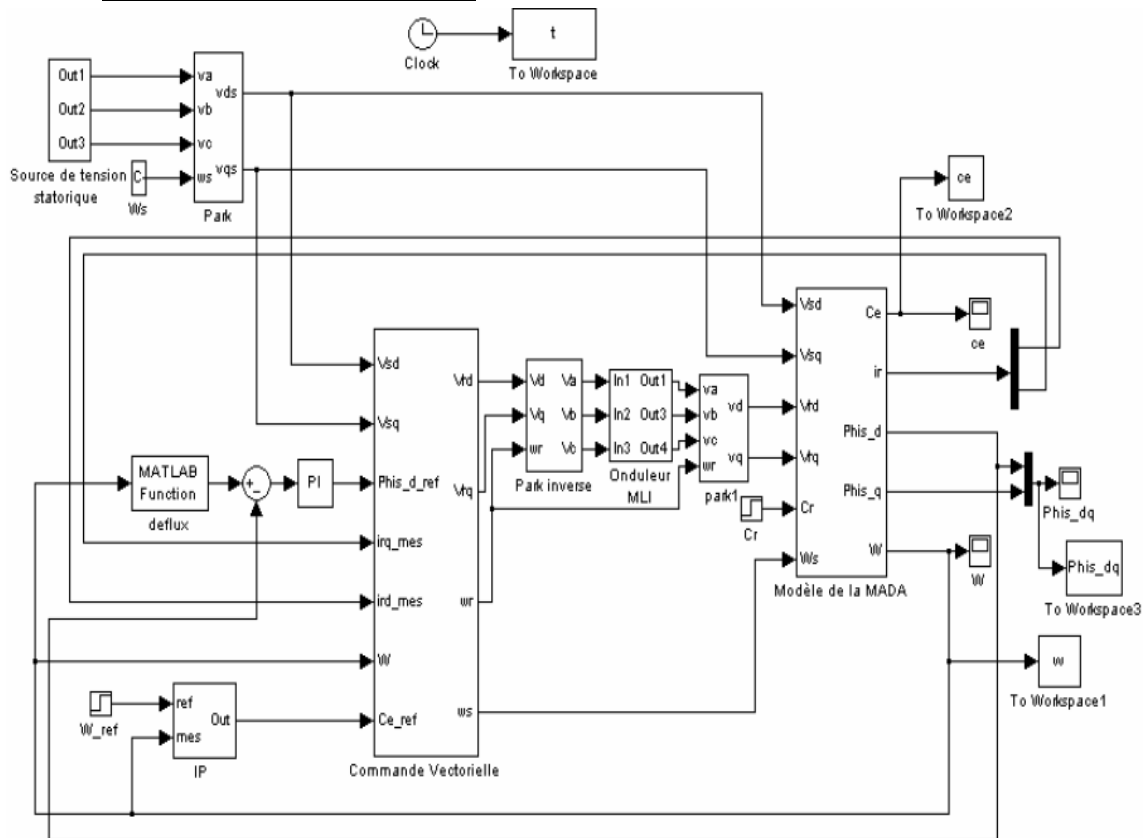 Clock
t
To Workspace
Out1
Out2
Out3
Source de tension
statorique
C
Ws
va
vb
vc
ws
vds
vqs
Park
ce
To Workspace2
Vsd
Vsq
Phis_d_ref
irq_mes
ird_mes
W
Ce_ref
Vrd
Vrq
wr
ws
Commande Vectorielle
MATLAB
Function
deflux
+
-
PI
W_ref
ref
mes
Out
IP
Vd
Vq
wr
Va
Vb
Vc
Park inverse
In1
In2
In3
Out1
Out3
Out4
Onduleur
MLI
va
vb
vc
wr
vd
vq
park1
Cr
Vsd
Vsq
Vrd
Vrq
Cr
Ws
Ce
ir
Phis_d
Phis_q
W
Modèle de la MADA
ce
Phis_dq
W
Phis_dq
To Workspace3
w
To Workspace1